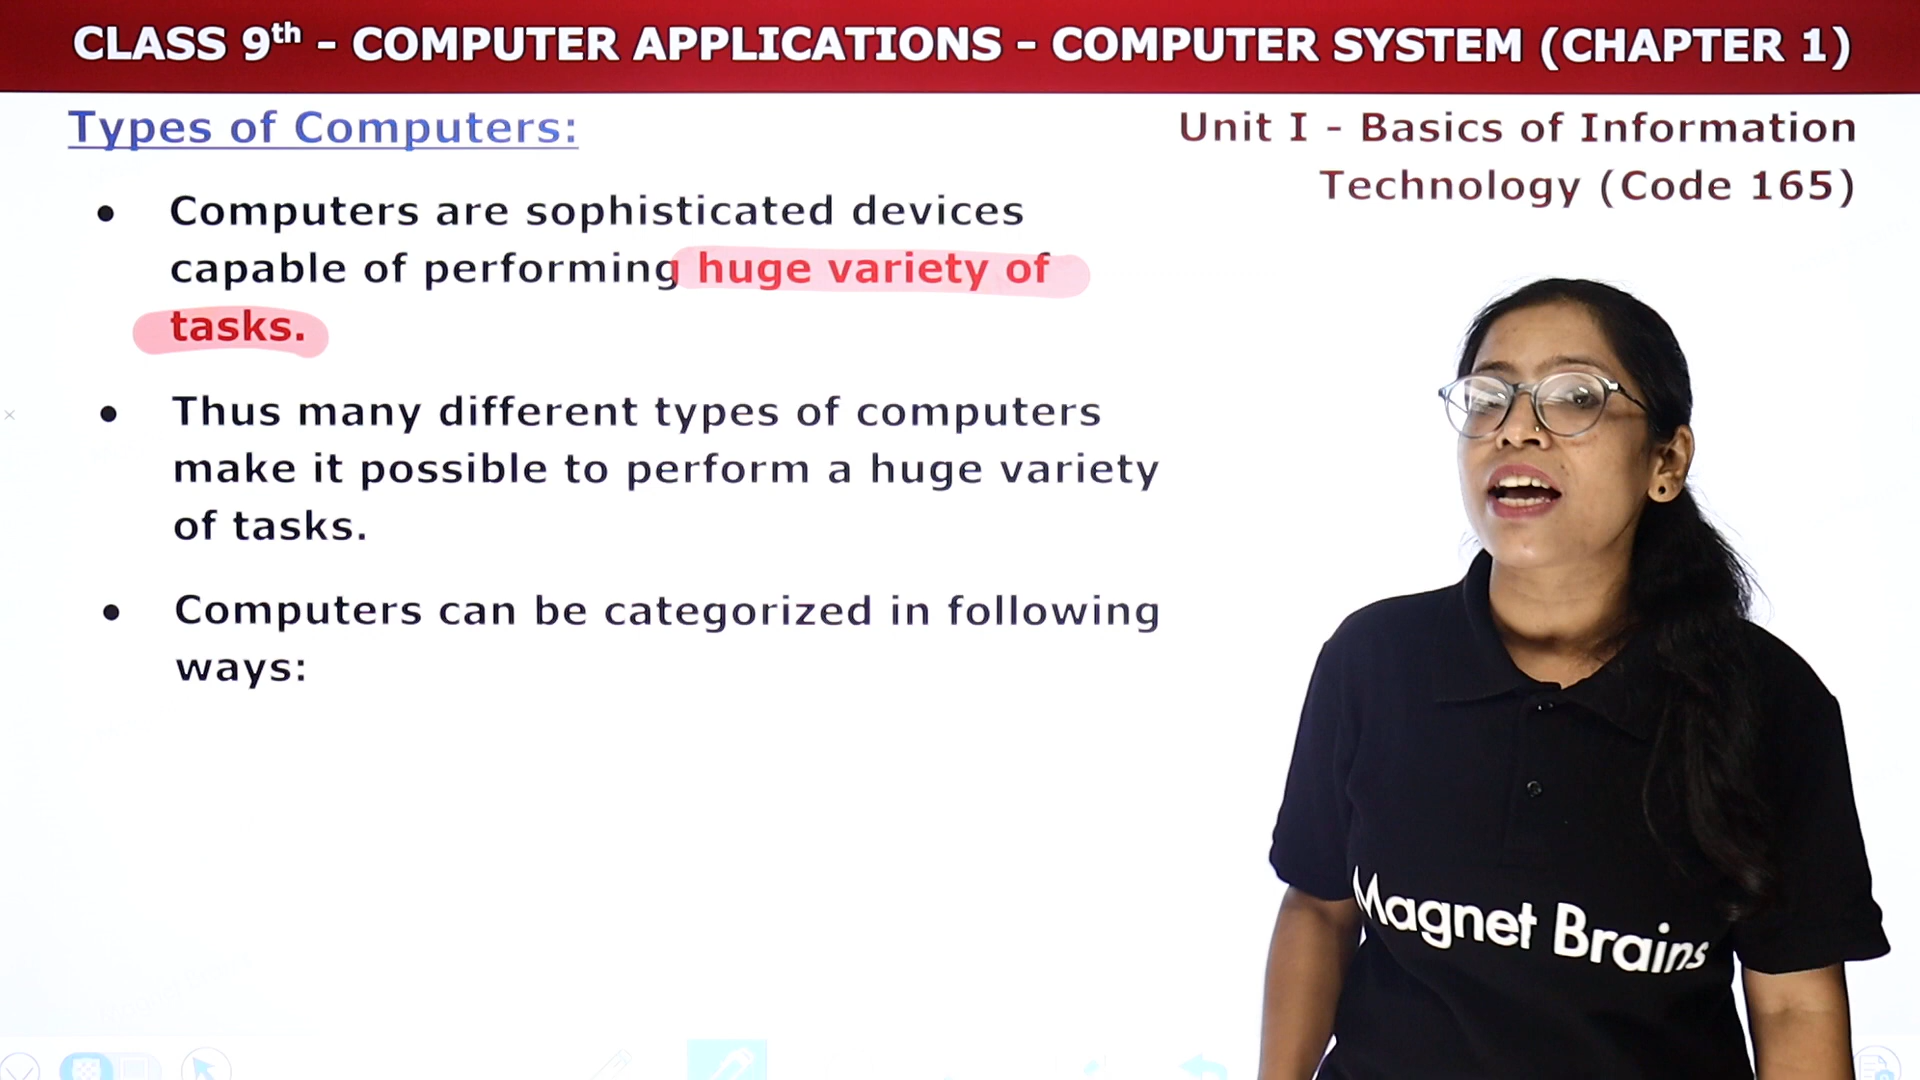 CLASS 9th - COMPUTER APPLICATIONS - COMPUTER SYSTEM (CHAPTER 1)
Types of Computers:
Unit I - Basics of Information
Technology (Code 165)
• Computers are sophisticated devices
capable of performing huge variety of
tasks.
• Thus many different types of computers
make it possible to perform a huge variety
of tasks.
• Computers can be categorized in following
ways:
Magnet Brains